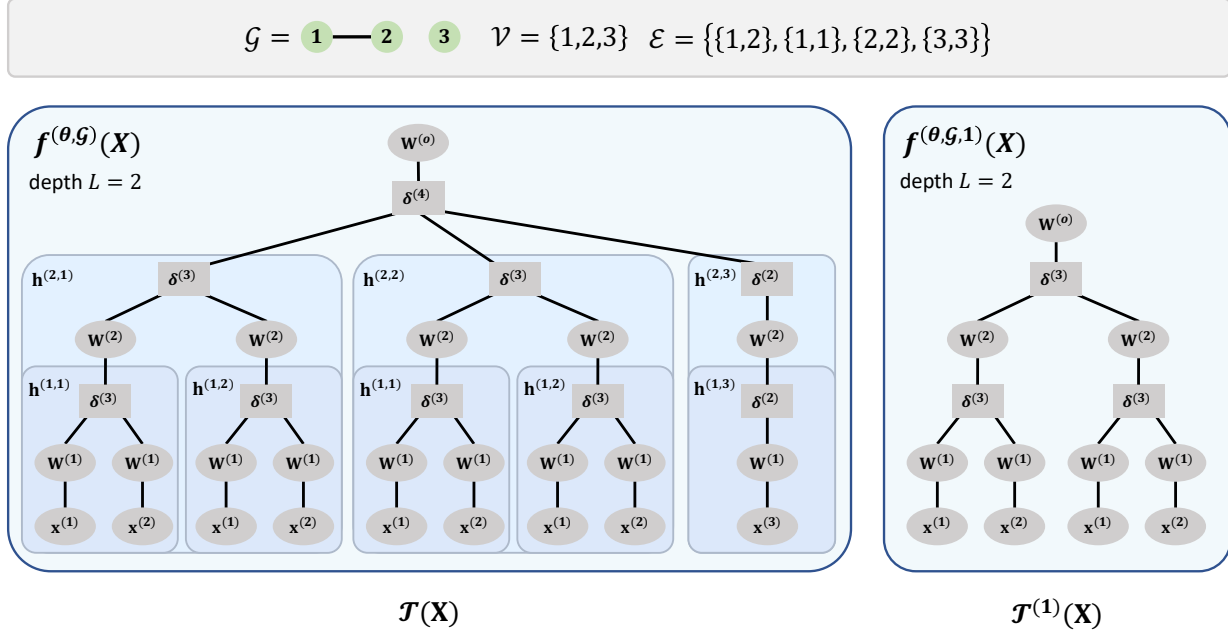 𝒢 = 1 2 3 𝒱 = {1,2,3} ℰ = {{1,2}, {1,1}, {2,2}, {3,3}}
f^(θ,𝒢)(X)
depth L = 2
W^(o)
δ^(4)
h^(2,1) δ^(3) h^(2,2) δ^(3) h^(2,3) δ^(2)
W^(2) W^(2) W^(2) W^(2) W^(2)
h^(1,1) δ^(3) h^(1,2) δ^(3) h^(1,1) δ^(3) h^(1,2) δ^(3) h^(1,3) δ^(2)
W^(1) W^(1) W^(1) W^(1) W^(1) W^(1) W^(1) W^(1) W^(1)
x^(1) x^(2) x^(1) x^(2) x^(1) x^(2) x^(1) x^(2) x^(3)
𝒯(X)
f^(θ,𝒢,1)(X)
depth L = 2
W^(o)
δ^(3)
W^(2) W^(2)
δ^(3) δ^(3)
W^(1) W^(1) W^(1) W^(1)
x^(1) x^(2) x^(1) x^(2)
𝒯^(1)(X)